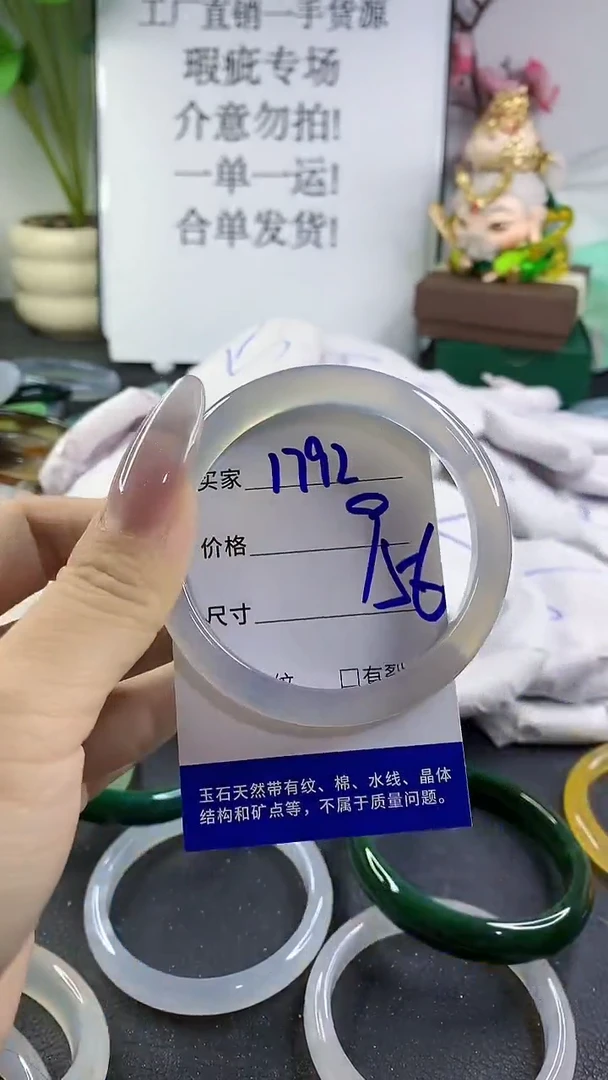 工厂直销一手货源
瑕疵专场
介意勿拍!
一单一运!
合单发货!
买家 1792
价格
尺寸 56
纹 □有裂
玉石天然带有纹、棉、水线、晶体
结构和矿点等，不属于质量问题。